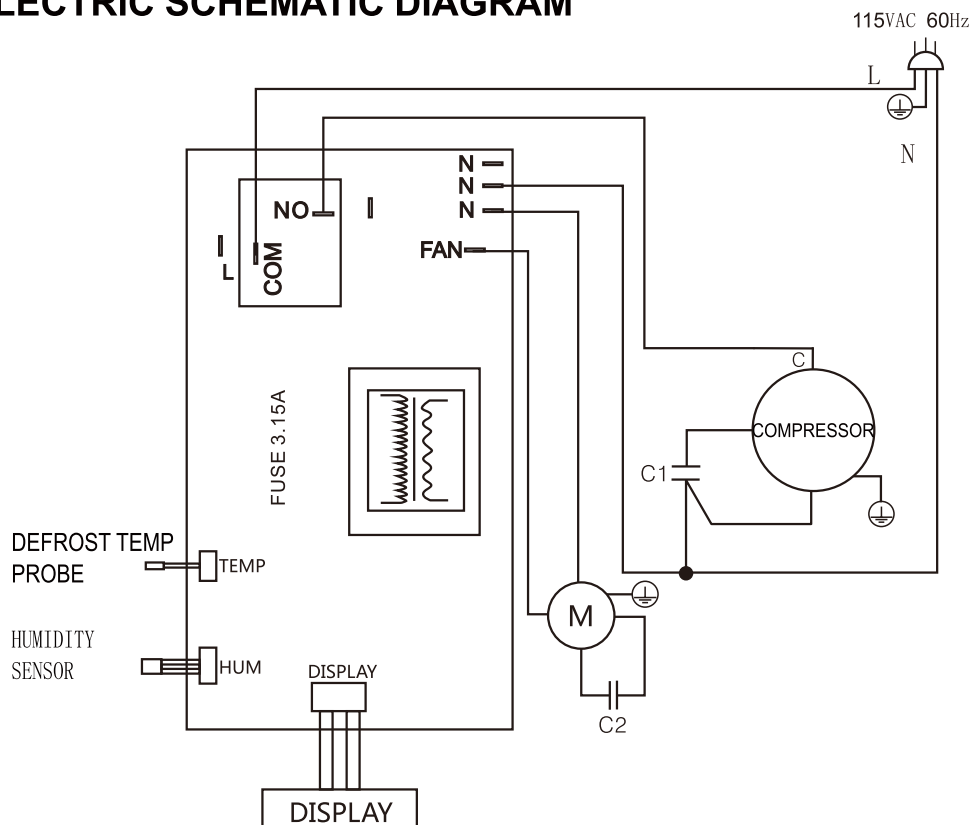 LECTRIC SCHEMATIC DIAGRAM
115VAC 60Hz
L
N
N
N
N
NO
FAN
L
COM
C
COMPRESSOR
C1
FUSE 3.15A
DEFROST TEMP
PROBE
TEMP
M
HUMIDITY
SENSOR
HUM
DISPLAY
C2
DISPLAY